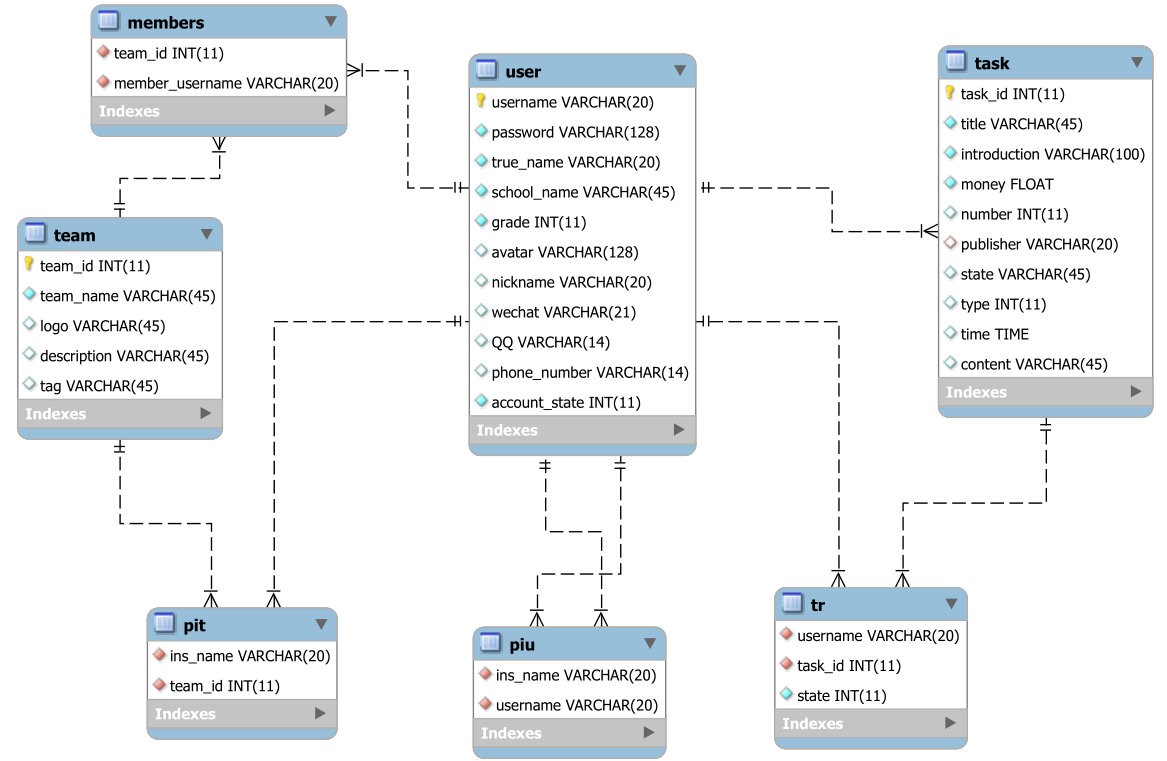 members
team_id INT(11)
member_username VARCHAR(20)
Indexes
user
username VARCHAR(20)
password VARCHAR(128)
true_name VARCHAR(20)
school_name VARCHAR(45)
grade INT(11)
avatar VARCHAR(128)
nickname VARCHAR(20)
wechat VARCHAR(21)
QQ VARCHAR(14)
phone_number VARCHAR(14)
account_state INT(11)
Indexes
task
task_id INT(11)
title VARCHAR(45)
introduction VARCHAR(100)
money FLOAT
number INT(11)
publisher VARCHAR(20)
state VARCHAR(45)
type INT(11)
time TIME
content VARCHAR(45)
Indexes
team
team_id INT(11)
team_name VARCHAR(45)
logo VARCHAR(45)
description VARCHAR(45)
tag VARCHAR(45)
Indexes
pit
ins_name VARCHAR(20)
team_id INT(11)
Indexes
piu
ins_name VARCHAR(20)
username VARCHAR(20)
Indexes
tr
username VARCHAR(20)
task_id INT(11)
state INT(11)
Indexes